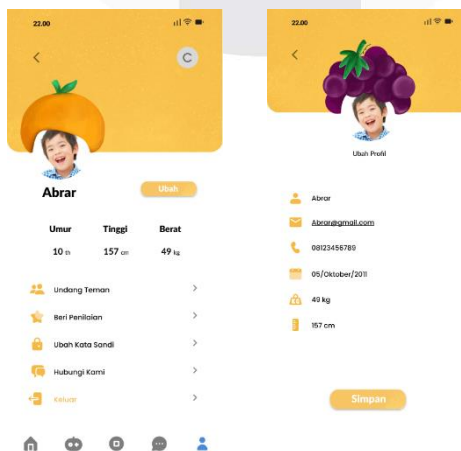 22.00
C
Abrar
Ubah
Umur Tinggi Berat
10 th 157 cm 49 kg
Undang Teman
Beri Penilaian
Ubah Kata Sandi
Hubungi Kami
Keluar
22.00
Ubah Profil
Abrar
Abrar@gmail.com
08123456789
05/Oktober/2011
49 kg
157 cm
Simpan